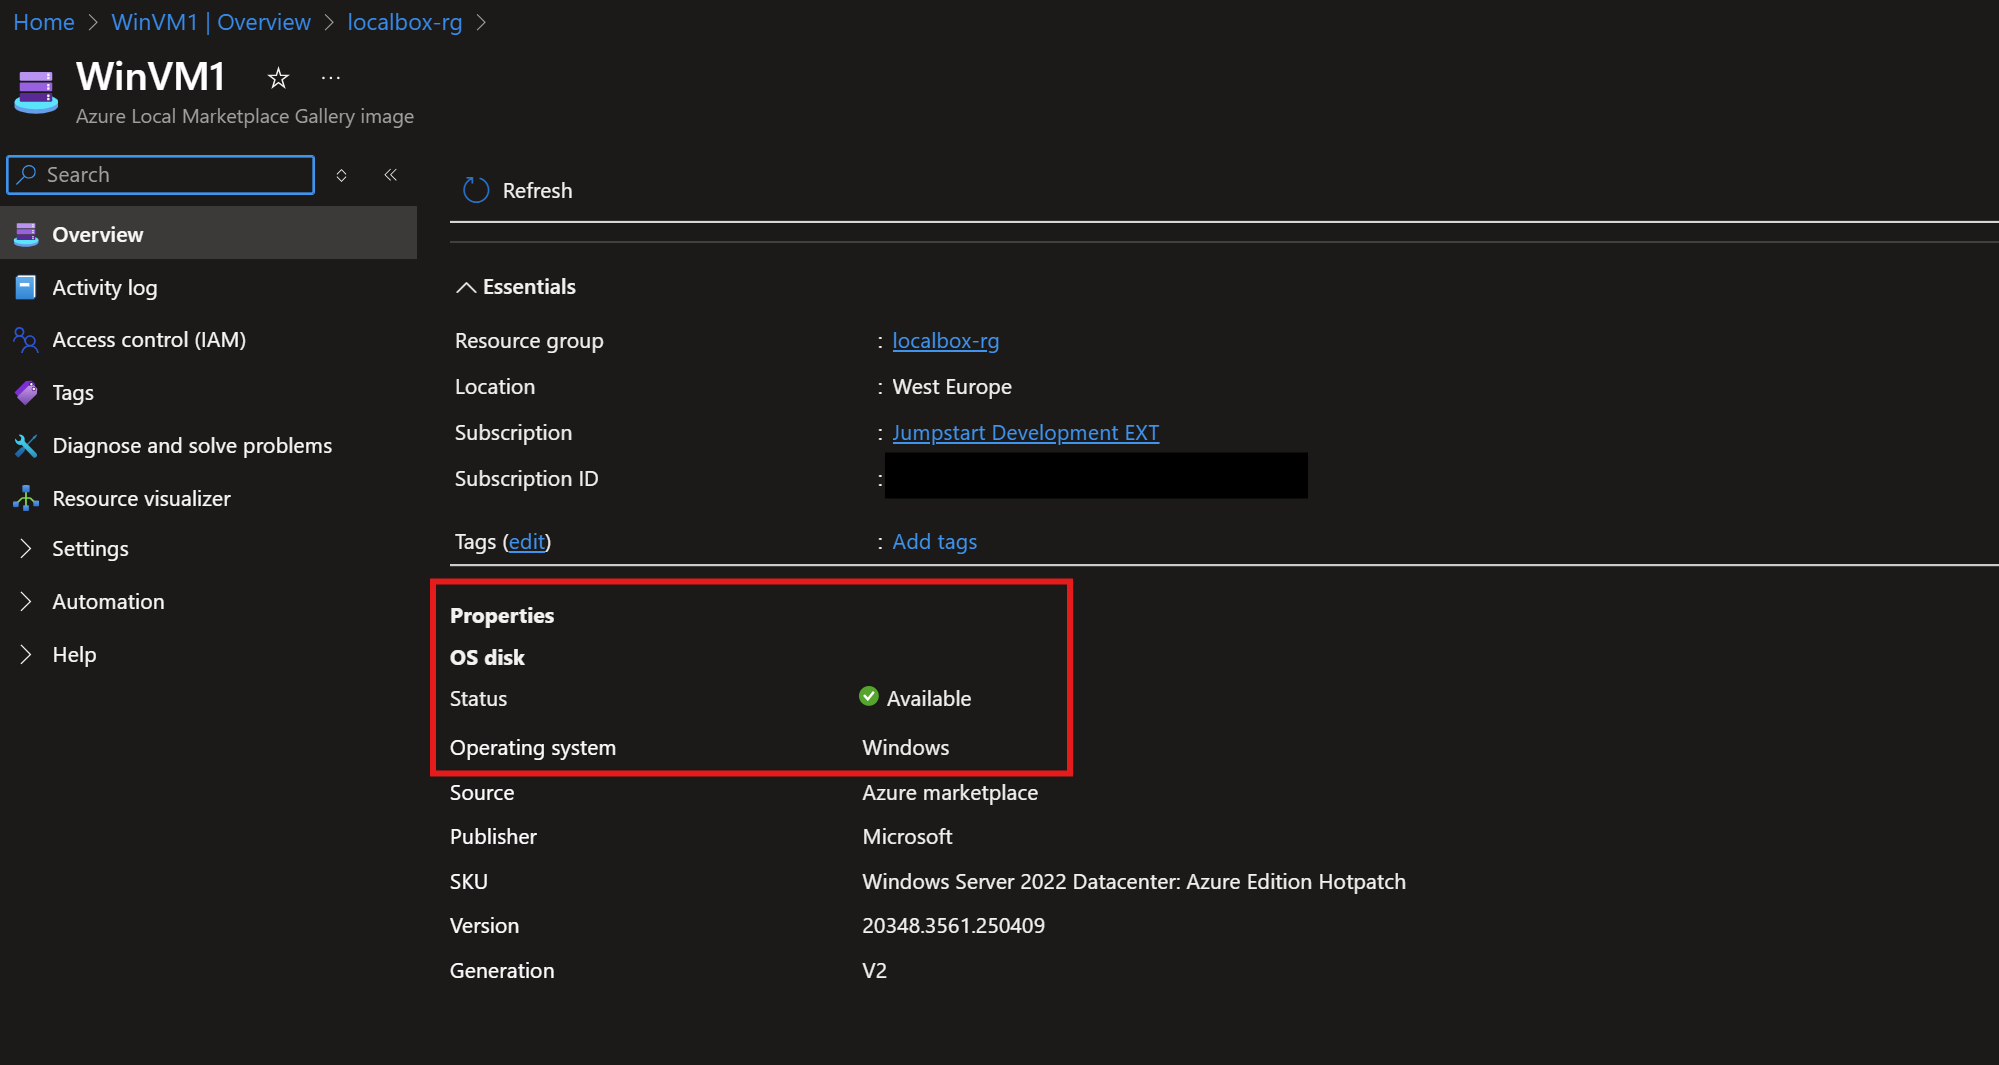 Home > WinVM1 | Overview > localbox-rg >
WinVM1 ☆ ...
Azure Local Marketplace Gallery image
Search
Refresh
Overview
Activity log
Access control (IAM)
Tags
Diagnose and solve problems
Resource visualizer
Settings
Automation
Help
Essentials
Resource group : localbox-rg
Location : West Europe
Subscription : Jumpstart Development EXT
Subscription ID :
Tags (edit) : Add tags
Properties
OS disk
Status Available
Operating system Windows
Source Azure marketplace
Publisher Microsoft
SKU Windows Server 2022 Datacenter: Azure Edition Hotpatch
Version 20348.3561.250409
Generation V2